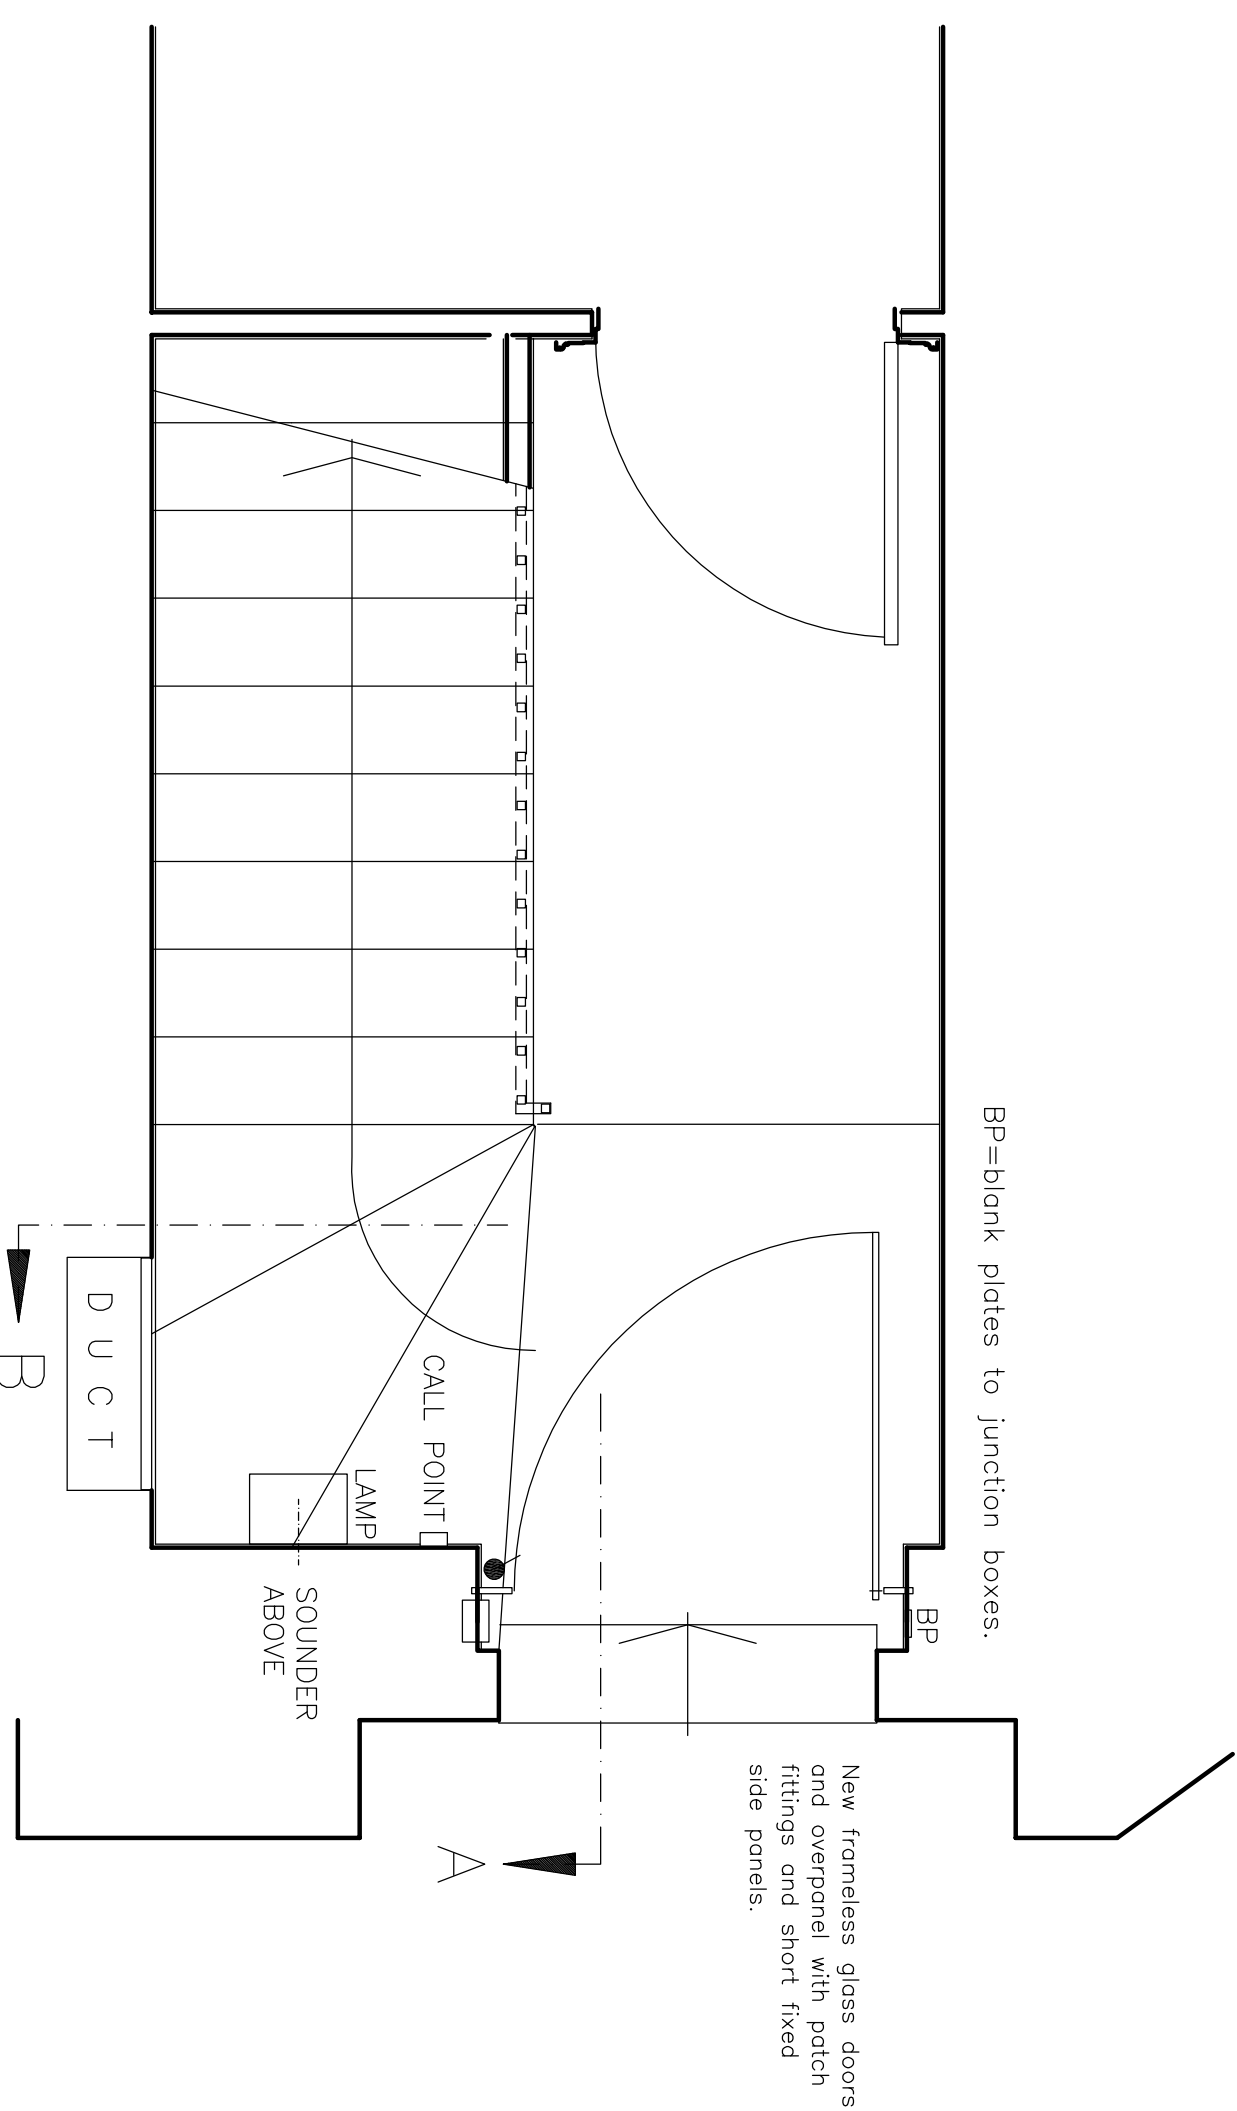 BP=blank plates to junction boxes.
BP
New frameless glass doors
and overpanel with patch
fittings and short fixed
side panels.
CALL POINT
LAMP
SOUNDER
ABOVE
DUCT
A
B